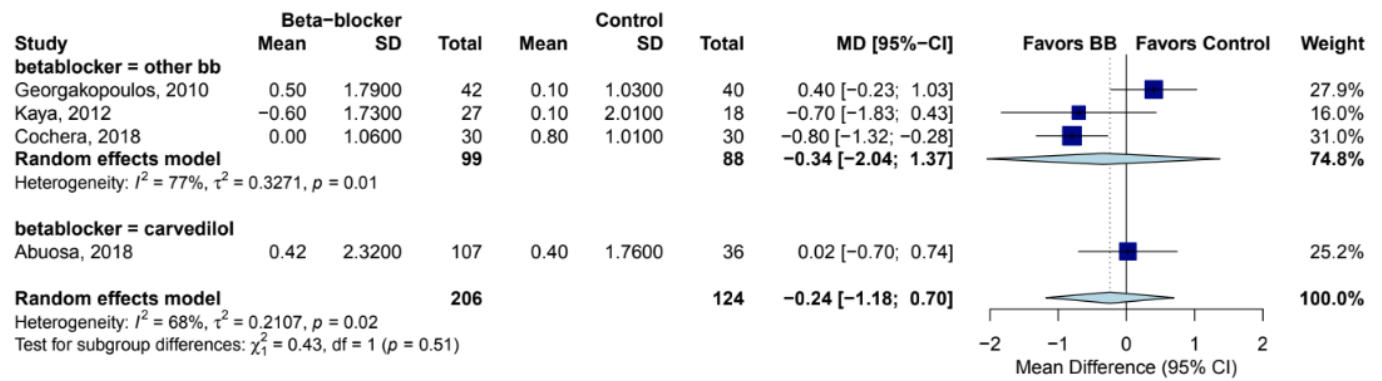 Beta−blocker Control
Study Mean SD Total Mean SD Total MD [95%−CI] Favors BB Favors Control Weight
betablocker = other bb
Georgakopoulos, 2010 0.50 1.7900 42 0.10 1.0300 40 0.40 [−0.23; 1.03] 27.9%
Kaya, 2012 −0.60 1.7300 27 0.10 2.0100 18 −0.70 [−1.83; 0.43] 16.0%
Cochera, 2018 0.00 1.0600 30 0.80 1.0100 30 −0.80 [−1.32; −0.28] 31.0%
Random effects model 99 88 −0.34 [−2.04; 1.37] 74.8%
Heterogeneity: I² = 77%, τ² = 0.3271, p = 0.01
betablocker = carvedilol
Abuosa, 2018 0.42 2.3200 107 0.40 1.7600 36 0.02 [−0.70; 0.74] 25.2%
Random effects model 206 124 −0.24 [−1.18; 0.70] 100.0%
Heterogeneity: I² = 68%, τ² = 0.2107, p = 0.02
Test for subgroup differences: χ²₁ = 0.43, df = 1 (p = 0.51)
−2 −1 0 1 2
Mean Difference (95% CI)